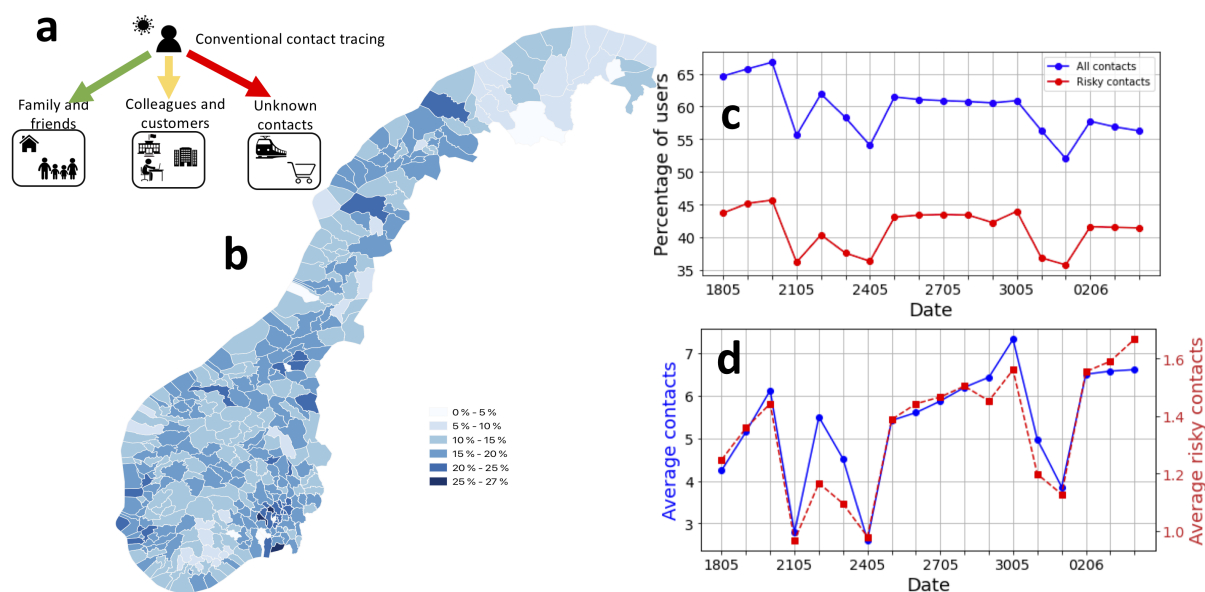 a
Conventional contact tracing
Family and
friends
Colleagues and
customers
Unknown
contacts
b
0 % - 5 %
5 % - 10 %
10 % - 15 %
15 % - 20 %
20 % - 25 %
25 % - 27 %
c
All contacts
Risky contacts
Percentage of users
65
60
55
50
45
40
35
1805
2105
2405
2705
3005
0206
Date
d
Average contacts
7
6
5
4
3
Average risky contacts
1.6
1.4
1.2
1.0
1805
2105
2405
2705
3005
0206
Date